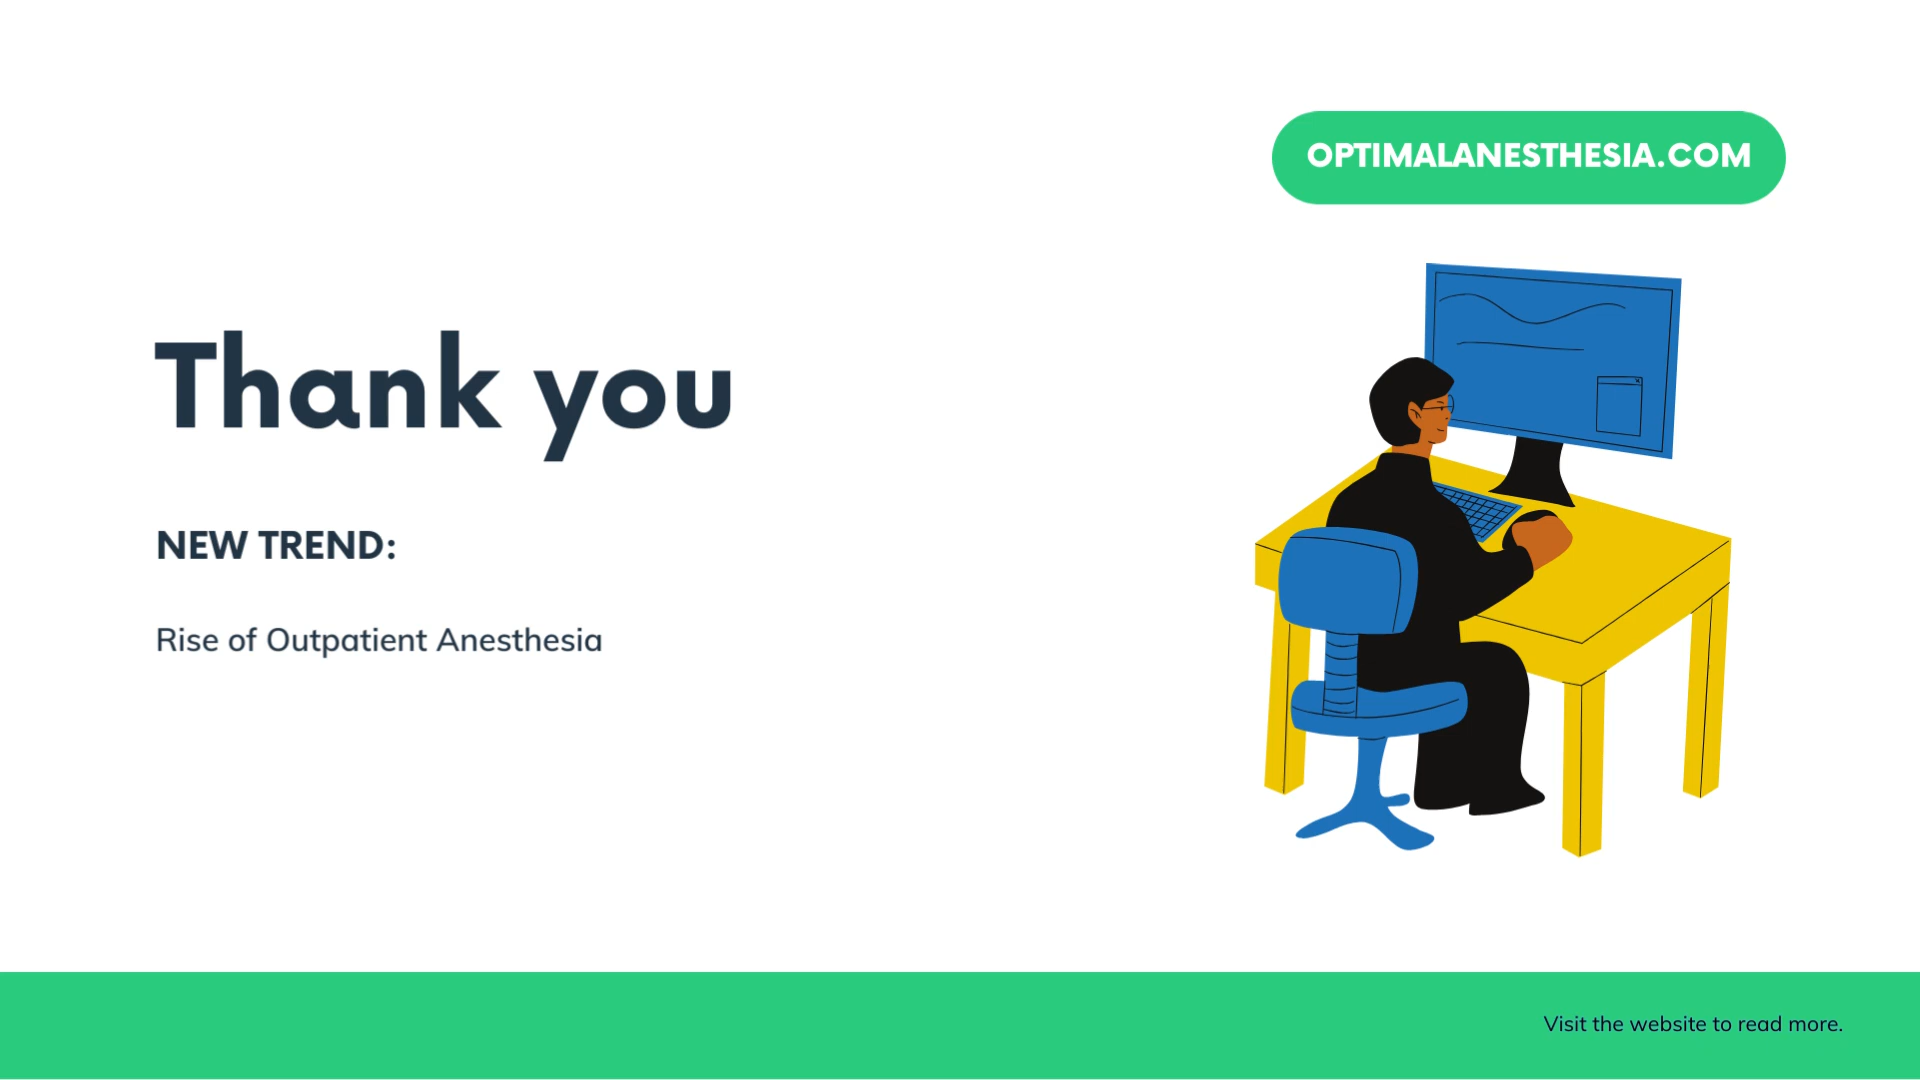 OPTIMALANESTHESIA.COM
Thank you
NEW TREND:
Rise of Outpatient Anesthesia
Visit the website to read more.